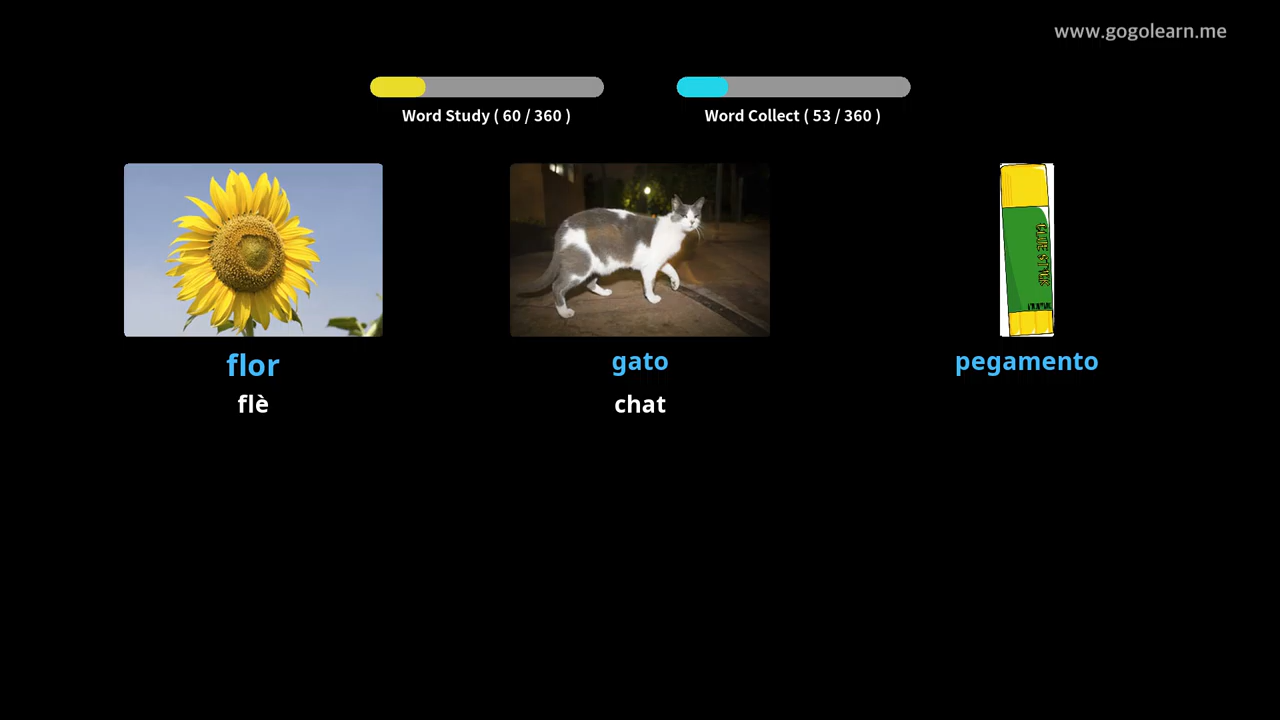 www.gogolearn.me
Word Study ( 60 / 360 )
Word Collect ( 53 / 360 )
flor
gato
pegamento
flè
chat